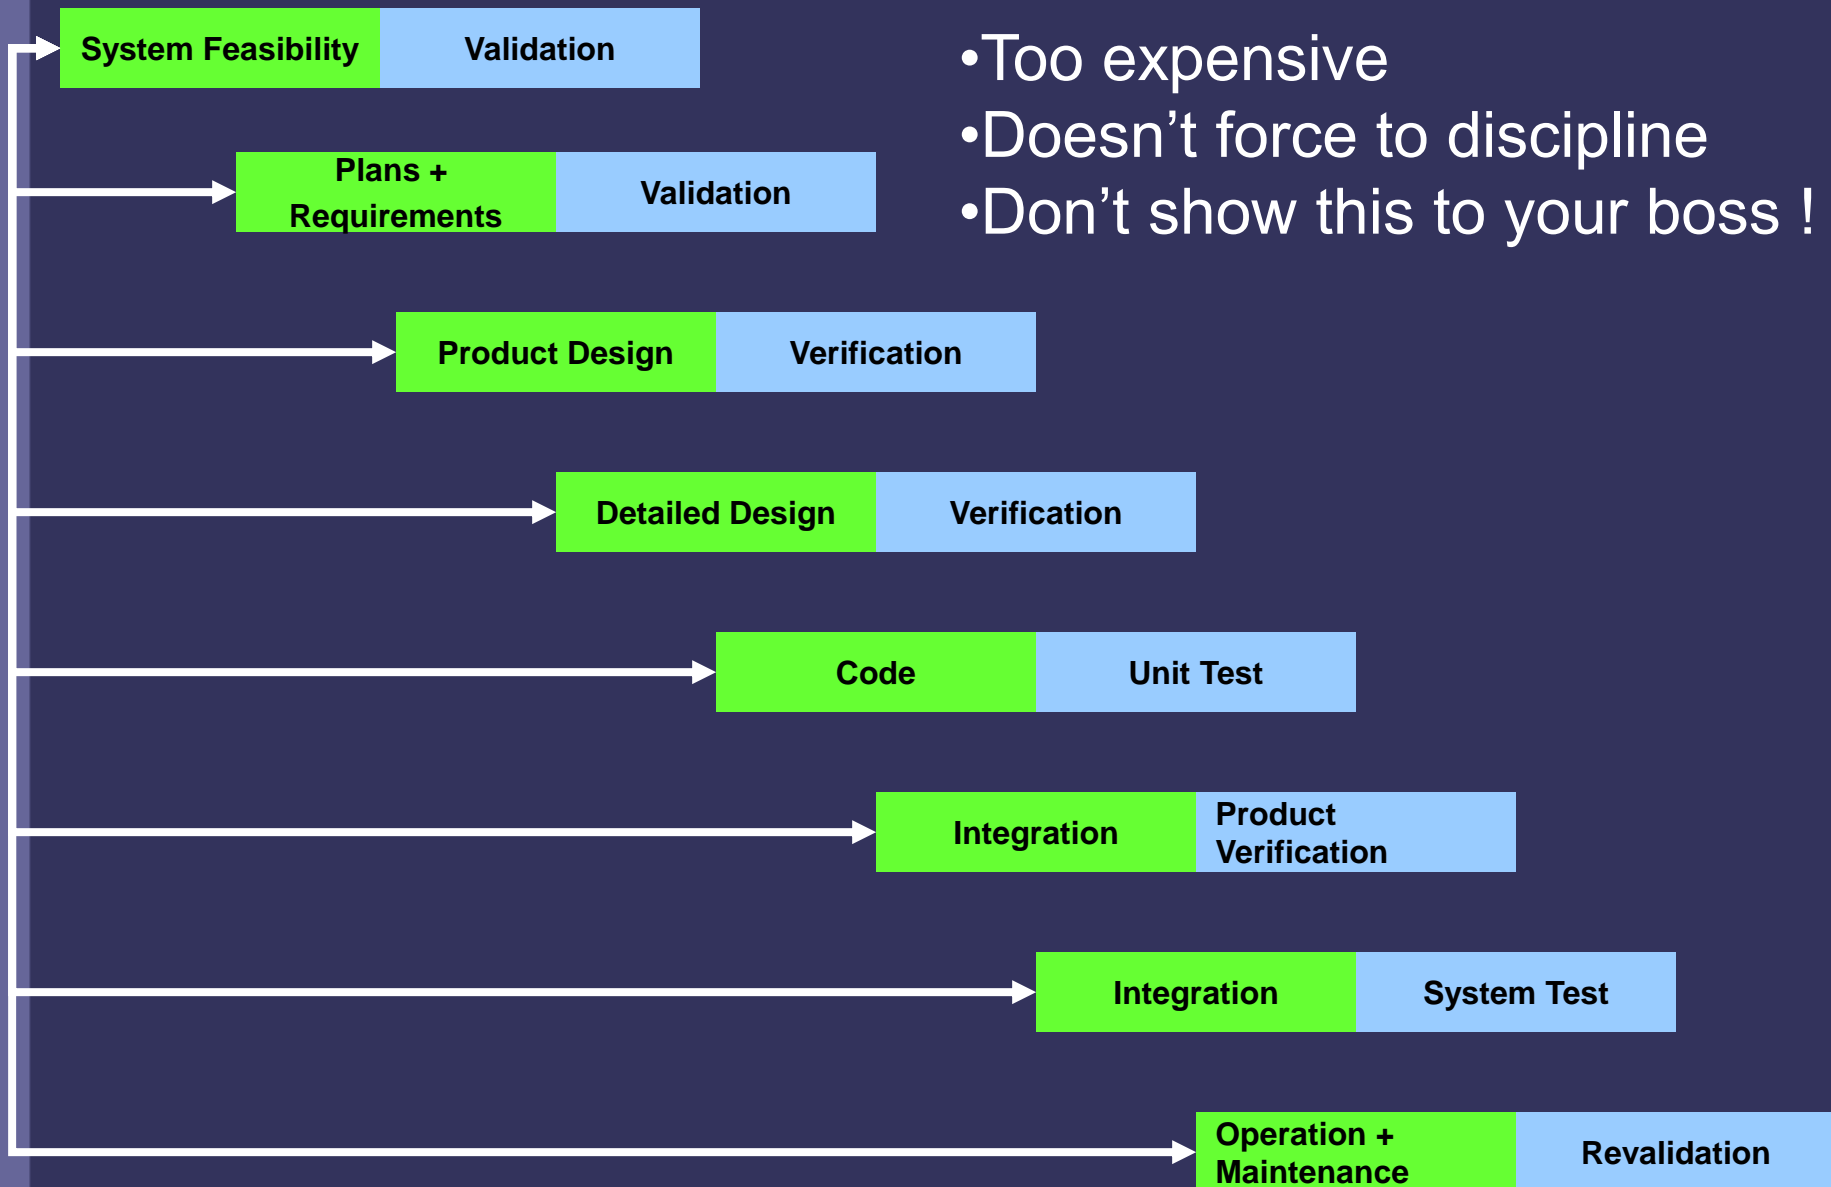 System Feasibility
Validation
•Too expensive
•Doesn’t force to discipline
•Don’t show this to your boss !
Plans +
Requirements
Validation
Product Design
Verification
Detailed Design
Verification
Code
Unit Test
Integration
Product
Verification
Integration
System Test
Operation +
Maintenance
Revalidation